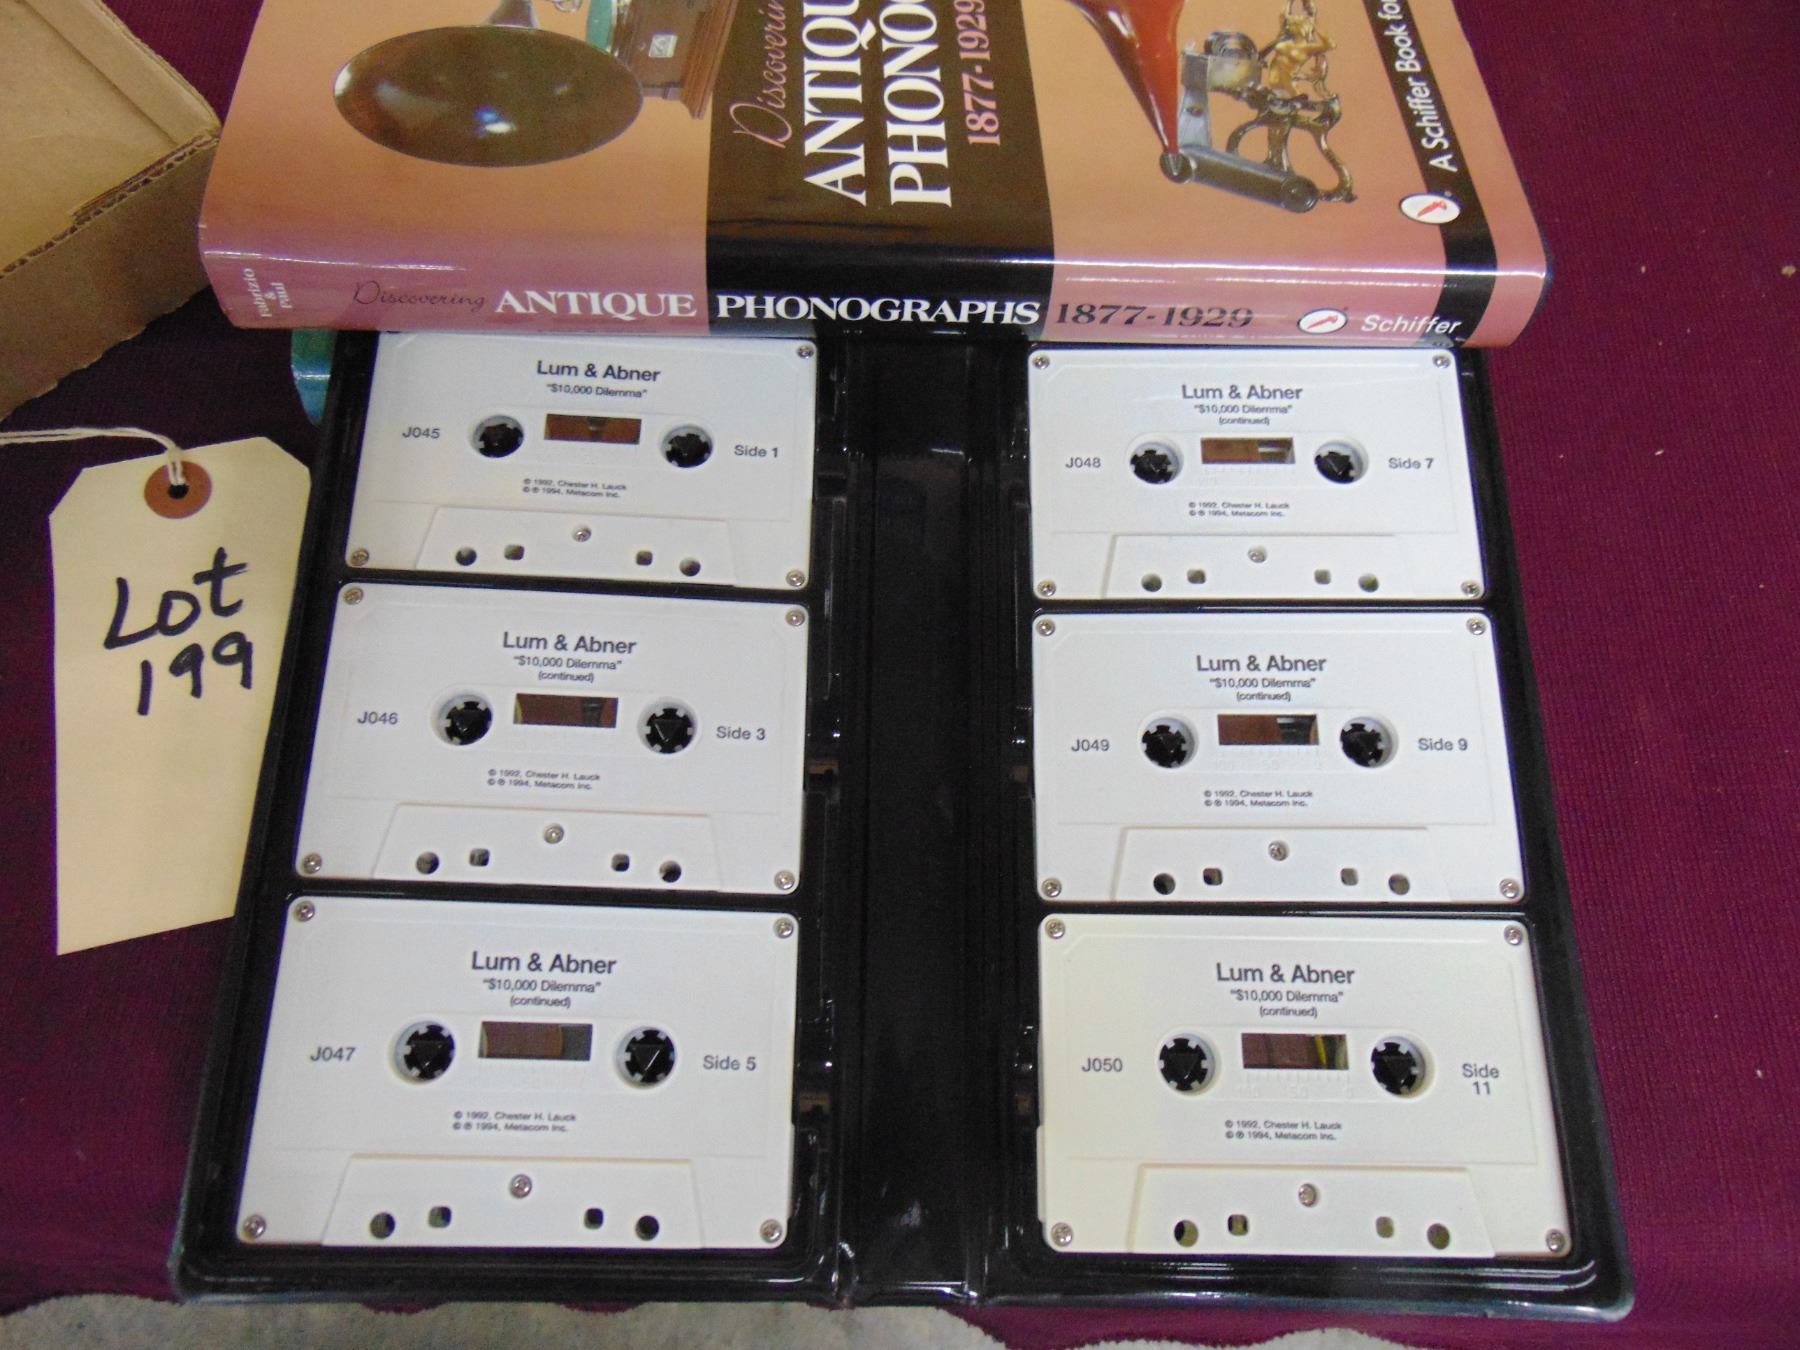 Discovering
ANTIQU
PHONOG
1877-1929
A Schiffer Book for
Fabrizio & Paul
Discovering ANTIQUE PHONOGRAPHS 1877-1929 Schiffer
Lot
199
Lum & Abner
"$10,000 Dilemma"
J045 Side 1
© 1992, Chester H. Lauck
© ℗ 1994, Metacom Inc.
Lum & Abner
"$10,000 Dilemma"
(continued)
J046 Side 3
© 1992, Chester H. Lauck
© ℗ 1994, Metacom Inc.
Lum & Abner
"$10,000 Dilemma"
(continued)
J047 Side 5
© 1992, Chester H. Lauck
© ℗ 1994, Metacom Inc.
Lum & Abner
"$10,000 Dilemma"
(continued)
J048 Side 7
© 1992, Chester H. Lauck
© ℗ 1994, Metacom Inc.
Lum & Abner
"$10,000 Dilemma"
(continued)
J049 Side 9
100 50 0
© 1992, Chester H. Lauck
© ℗ 1994, Metacom Inc.
Lum & Abner
"$10,000 Dilemma"
(continued)
J050 Side
11
© 1992, Chester H. Lauck
© ℗ 1994, Metacom Inc.